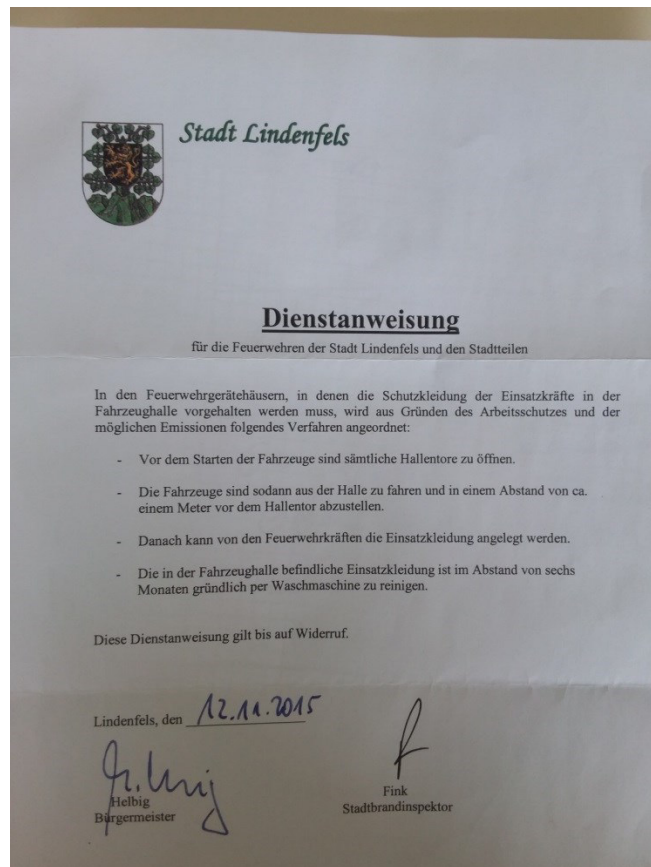 Stadt Lindenfels
Dienstanweisung
für die Feuerwehren der Stadt Lindenfels und den Stadtteilen
In den Feuerwehrgerätehäusern, in denen die Schutzkleidung der Einsatzkräfte in der
Fahrzeughalle vorgehalten werden muss, wird aus Gründen des Arbeitsschutzes und der
möglichen Emissionen folgendes Verfahren angeordnet:
- Vor dem Starten der Fahrzeuge sind sämtliche Hallentore zu öffnen.
- Die Fahrzeuge sind sodann aus der Halle zu fahren und in einem Abstand von ca.
einem Meter vor dem Hallentor abzustellen.
- Danach kann von den Feuerwehrkräften die Einsatzkleidung angelegt werden.
- Die in der Fahrzeughalle befindliche Einsatzkleidung ist im Abstand von sechs
Monaten gründlich per Waschmaschine zu reinigen.
Diese Dienstanweisung gilt bis auf Widerruf.
Lindenfels, den 12.11.2015
Helbig
Bürgermeister
Fink
Stadtbrandinspektor